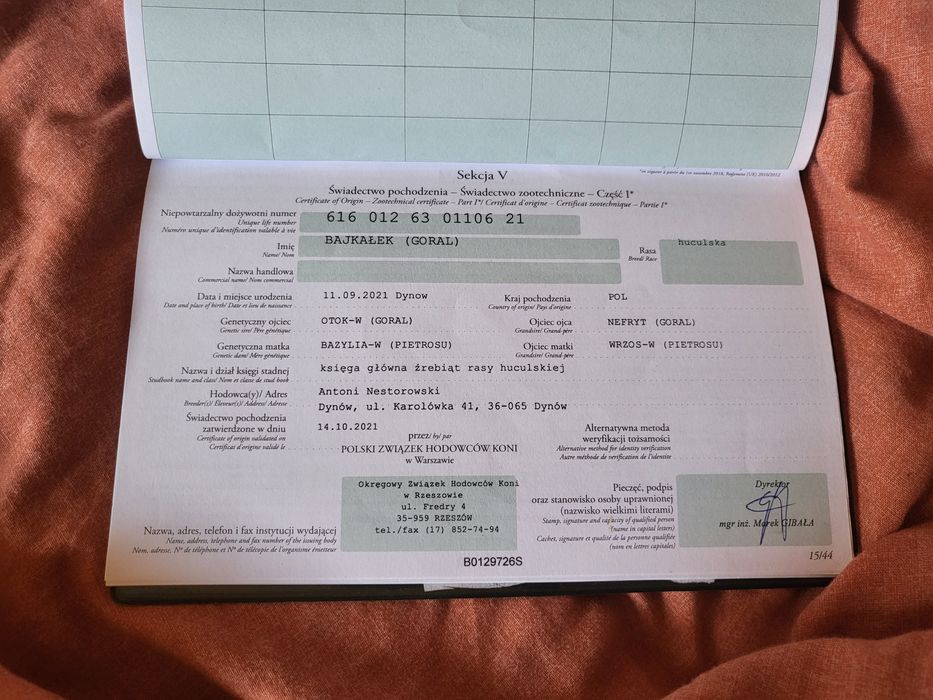 *en vigueur à partir du 1er novembre 2018, Reglement (UE) 2016/1012
Sekcja V
Świadectwo pochodzenia – Świadectwo zootechniczne – Część I*
Certificate of Origin – Zootechnical certificate – Part I*/ Certificat d'origine – Certificat zootechnique – Partie I*
Niepowtarzalny dożywotni numer 616 012 63 01106 21
Unique life number
Numéro unique d'identification valable à vie
Imię BAJKAŁEK (GORAL) Rasa huculska
Name/ Nom Breed/ Race
Nazwa handlowa
Commercial name/ Nom commercial
Data i miejsce urodzenia 11.09.2021 Dynow Kraj pochodzenia POL
Date and place of birth/ Date et lieu de naissance Country of origin/ Pays d'origine
Genetyczny ojciec OTOK-W (GORAL) Ojciec ojca NEFRYT (GORAL)
Genetic sire/ Père génétique Grandsire/ Grand-père
Genetyczna matka BAZYLIA-W (PIETROSU) Ojciec matki WRZOS-W (PIETROSU)
Genetic dam/ Mère génétique Grandsire/ Grand-père
Nazwa i dział księgi stadnej księga główna źrebiąt rasy huculskiej
Studbook name and class/ Nom et classe de stud book
Hodowca(y)/ Adres Antoni Nestorowski
Breeder(s)/ Éleveur(s)/ Address/ Adresse Dynów, ul. Karolówka 41, 36-065 Dynów
Świadectwo pochodzenia
zatwierdzone w dniu 14.10.2021 Alternatywna metoda
Certificate of origin validated on przez/ by/ par weryfikacji tożsamości
Certificat d'origine validé le POLSKI ZWIĄZEK HODOWCÓW KONI Alternative method for identity verification
w Warszawie Autre méthode de vérification de l'identité
Okręgowy Związek Hodowców Koni
w Rzeszowie
ul. Fredry 4
35-959 RZESZÓW
tel./fax (17) 852-74-94
Pieczęć, podpis Dyrektor
oraz stanowisko osoby uprawnionej
(nazwisko wielkimi literami)
Stamp, signature and capacity of qualified person mgr inż. Marek GIBAŁA
(name in capital letters)
Cachet, signature et qualité de la personne qualifiée
(nom en lettres capitales)
Nazwa, adres, telefon i fax instytucji wydającej
Name, address, telephone and fax number of the issuing body
Nom, adresse, N° de téléphone et N° de télécopie de l'organisme émetteur
B0129726S
15/44